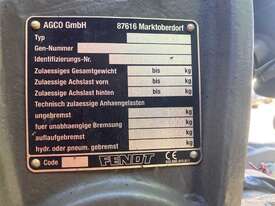 AGCO GmbH 87616 Marktoberdorf
Typ
Gen-Nummer
Identifizierungs-Nr.
Zulaessiges Gesamtgewicht bis kg
Zulaessige Achslast vorn bis kg
Zulaessige Achslast hinten bis kg
Technisch zulaessige Anhaengelasten
ungebremst kg
fuer unabhaengige Bremsung kg
auflaufgebremst kg
hydr. oder pneum. gebremst kg
Code FENDT CE